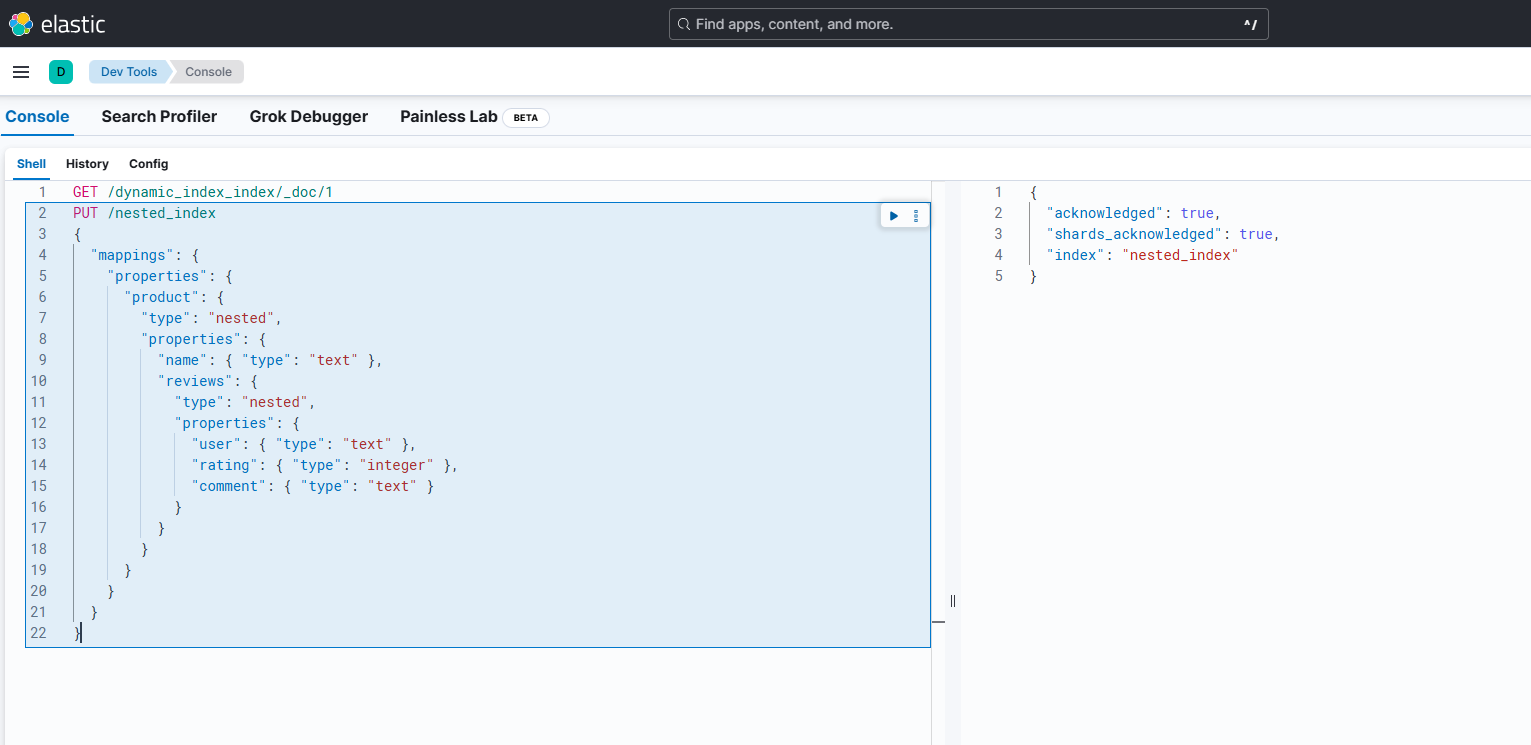 elastic
Find apps, content, and more.
^/
D
Dev Tools
Console
Console
Search Profiler
Grok Debugger
Painless Lab
BETA
Shell
History
Config
1 GET /dynamic_index_index/_doc/1
2 PUT /nested_index
3 {
4 "mappings": {
5 "properties": {
6 "product": {
7 "type": "nested",
8 "properties": {
9 "name": { "type": "text" },
10 "reviews": {
11 "type": "nested",
12 "properties": {
13 "user": { "type": "text" },
14 "rating": { "type": "integer" },
15 "comment": { "type": "text" }
16 }
17 }
18 }
19 }
20 }
21 }
22 }
1 {
2 "acknowledged": true,
3 "shards_acknowledged": true,
4 "index": "nested_index"
5 }